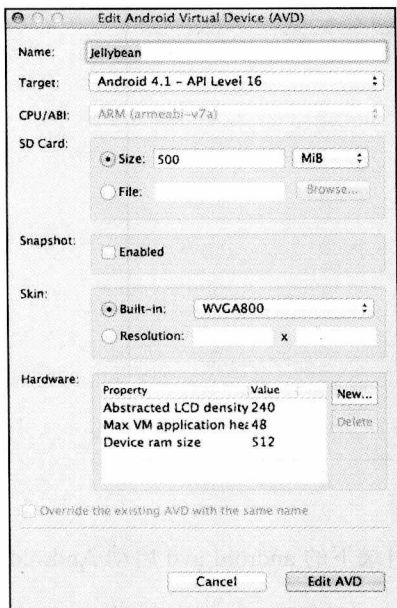 Edit Android Virtual Device (AVD)
Name: Jellybean
Target: Android 4.1 - API Level 16
CPU/ABI: ARM (armeabi-v7a)
SD Card:
Size: 500 MiB
File: Browse...
Snapshot:
Enabled
Skin:
Built-in: WVGA800
Resolution: x
Hardware:
Property Value New...
Abstracted LCD density 240
Max VM application hea 48 Delete
Device ram size 512
Override the existing AVD with the same name
Cancel Edit AVD